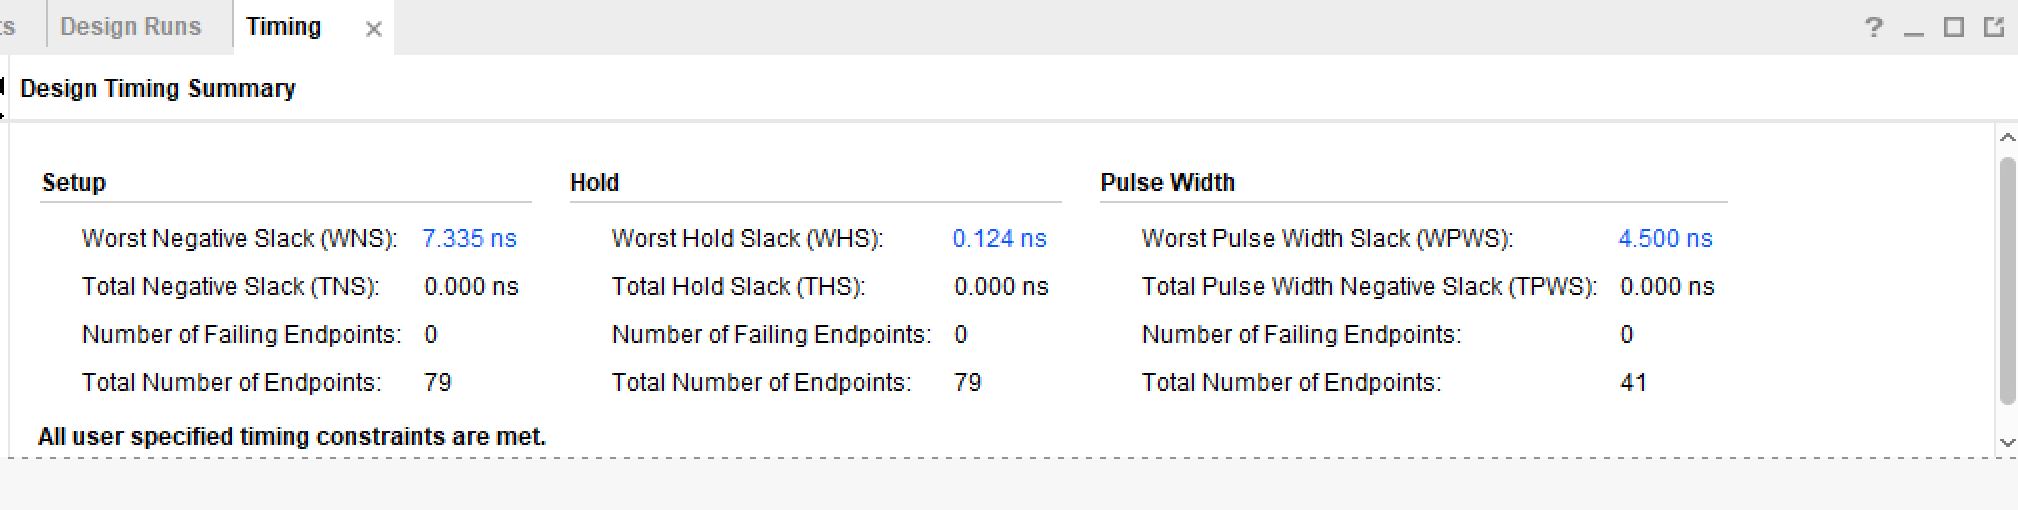 ts Design Runs Timing
Design Timing Summary
Setup Hold Pulse Width
Worst Negative Slack (WNS): 7.335 ns Worst Hold Slack (WHS): 0.124 ns Worst Pulse Width Slack (WPWS): 4.500 ns
Total Negative Slack (TNS): 0.000 ns Total Hold Slack (THS): 0.000 ns Total Pulse Width Negative Slack (TPWS): 0.000 ns
Number of Failing Endpoints: 0 Number of Failing Endpoints: 0 Number of Failing Endpoints: 0
Total Number of Endpoints: 79 Total Number of Endpoints: 79 Total Number of Endpoints: 41
All user specified timing constraints are met.